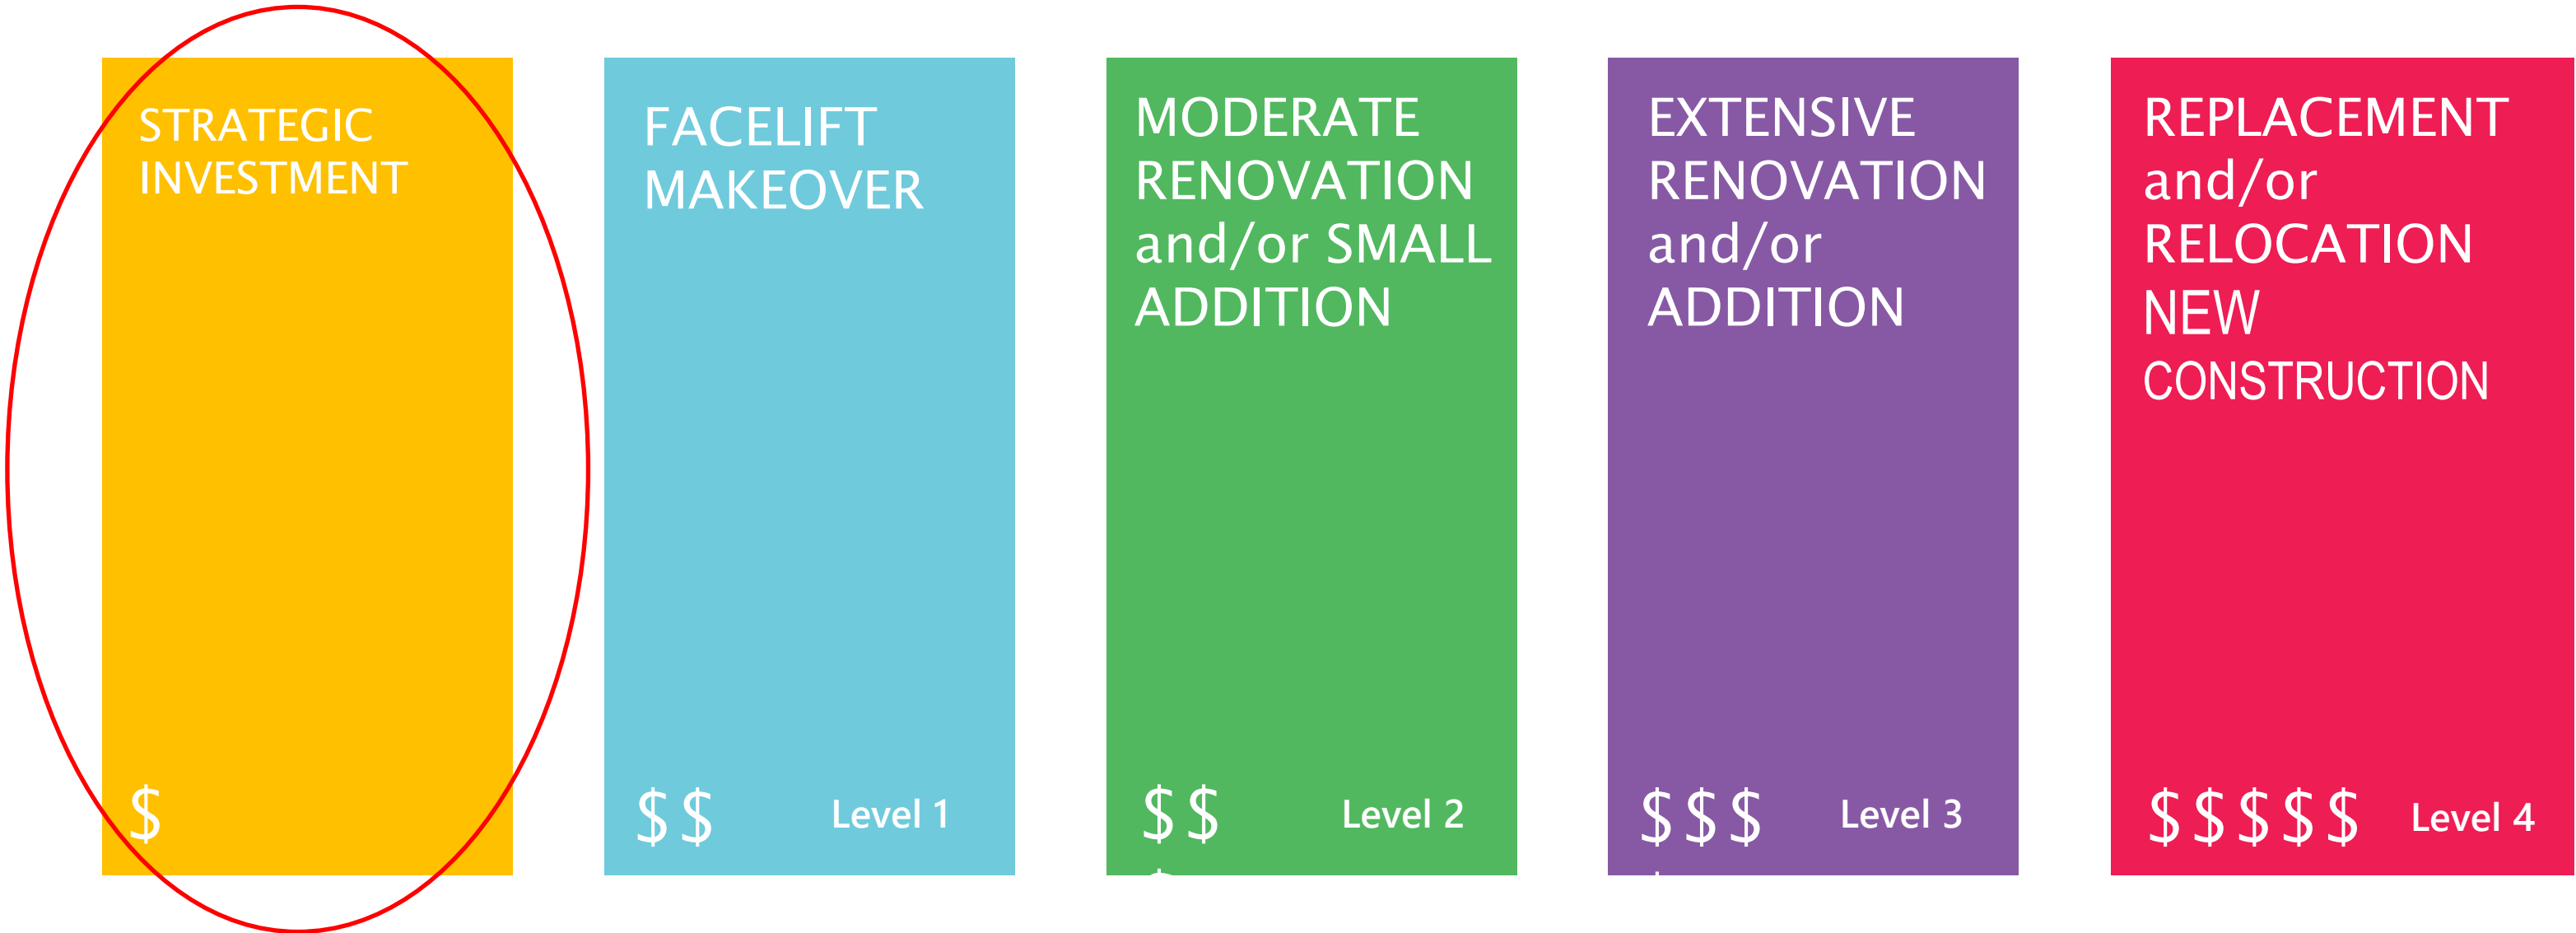 STRATEGIC
INVESTMENT
$
FACELIFT
MAKEOVER
$$ Level 1
MODERATE
RENOVATION
and/or SMALL
ADDITION
$$ Level 2
$
EXTENSIVE
RENOVATION
and/or
ADDITION
$$$ Level 3
$
REPLACEMENT
and/or
RELOCATION
NEW
CONSTRUCTION
$$$$$ Level 4